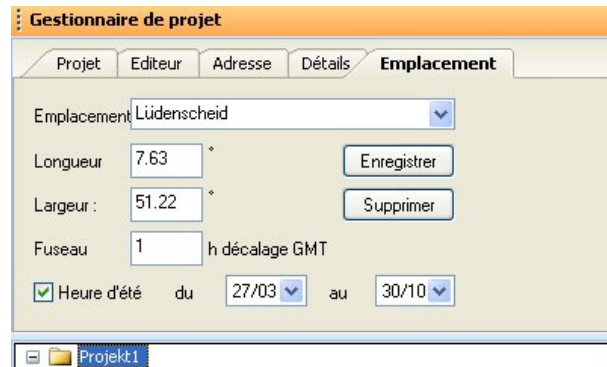 Gestionnaire de projet
Projet Editeur Adresse Détails Emplacement
Emplacement Lüdenscheid
Longueur 7.63 ° Enregistrer
Largeur : 51.22 ° Supprimer
Fuseau 1 h décalage GMT
Heure d'été du 27/03 au 30/10
Projekt1